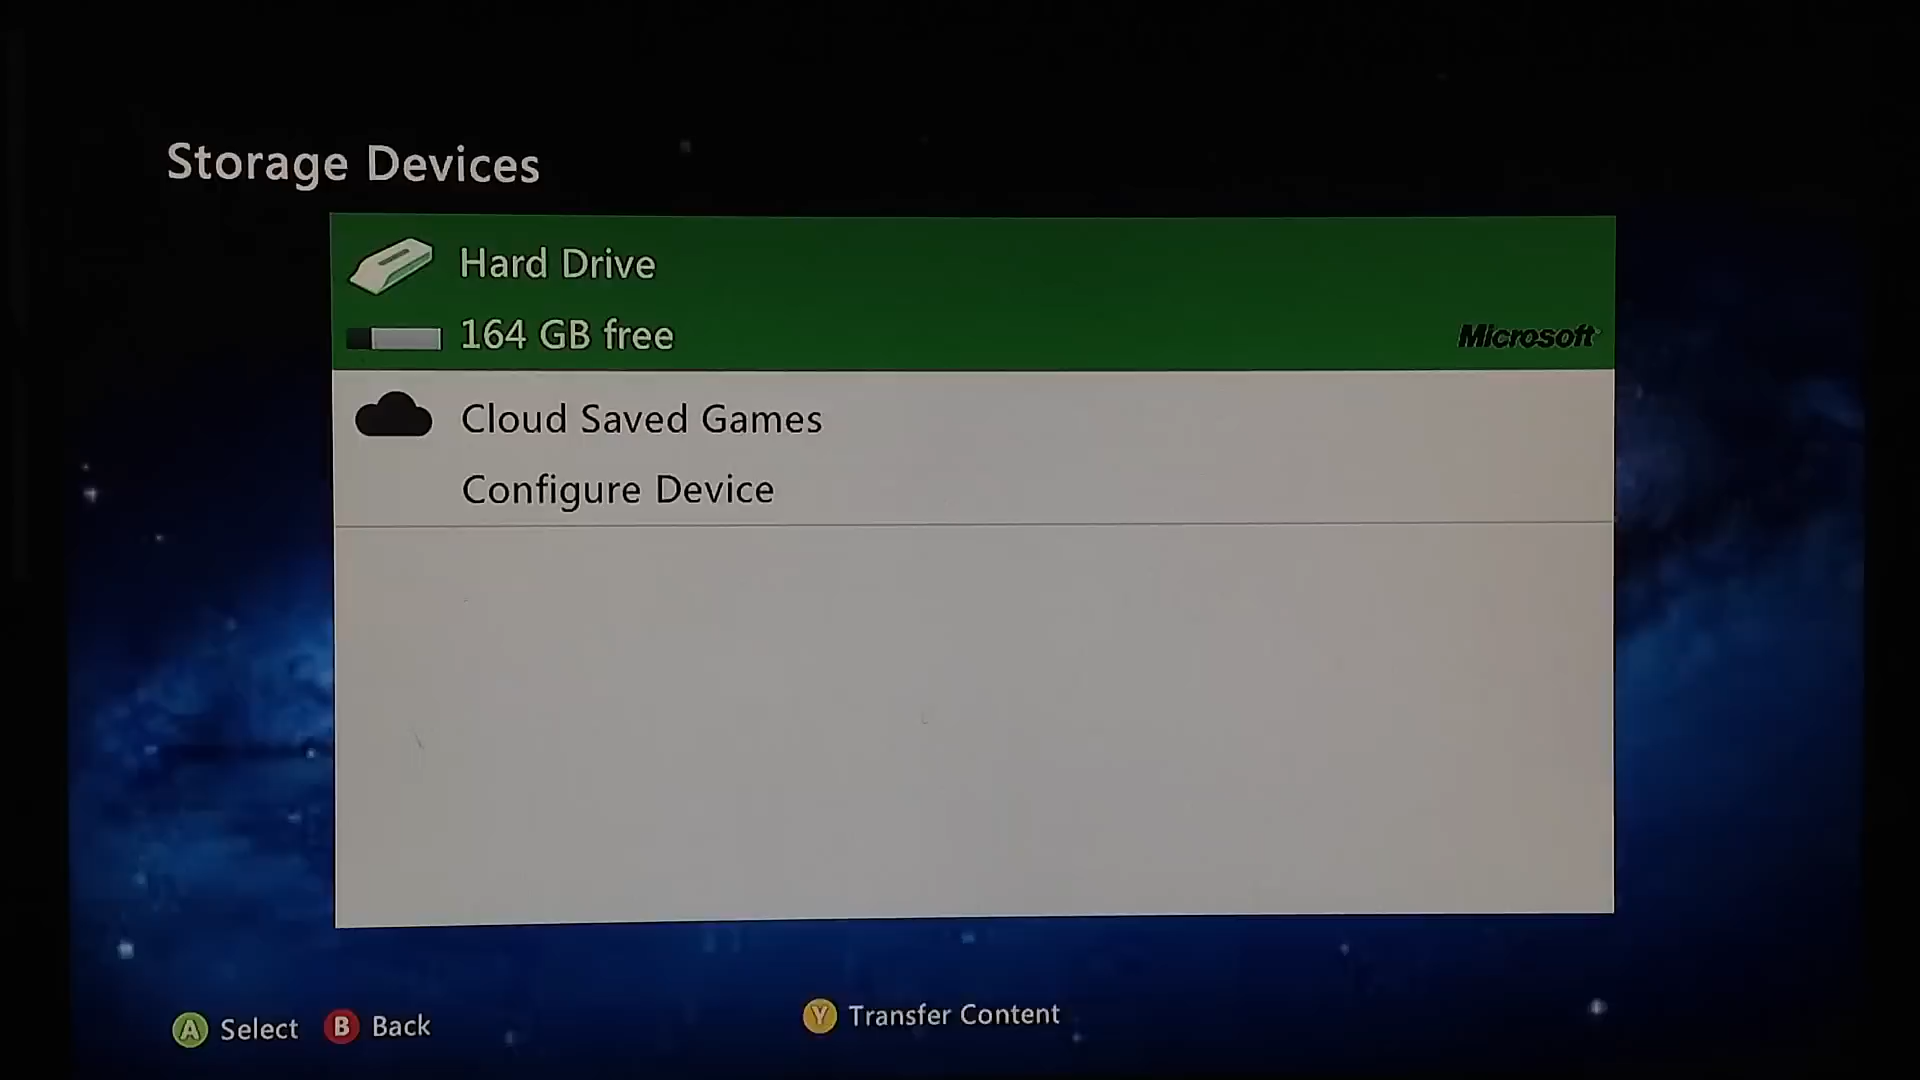 Storage Devices
Hard Drive
164 GB free
Microsoft
Cloud Saved Games
Configure Device
A Select B Back Y Transfer Content